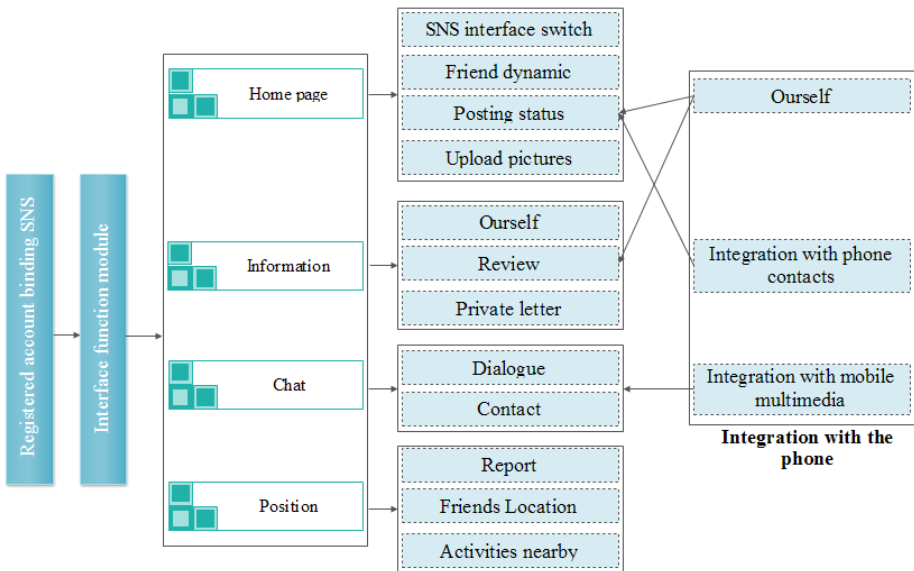 Registered account binding SNS
Interface function module
Home page
Information
Chat
Position
SNS interface switch
Friend dynamic
Posting status
Upload pictures
Ourself
Review
Private letter
Dialogue
Contact
Report
Friends Location
Activities nearby
Ourself
Integration with phone
contacts
Integration with mobile
multimedia
Integration with the
phone